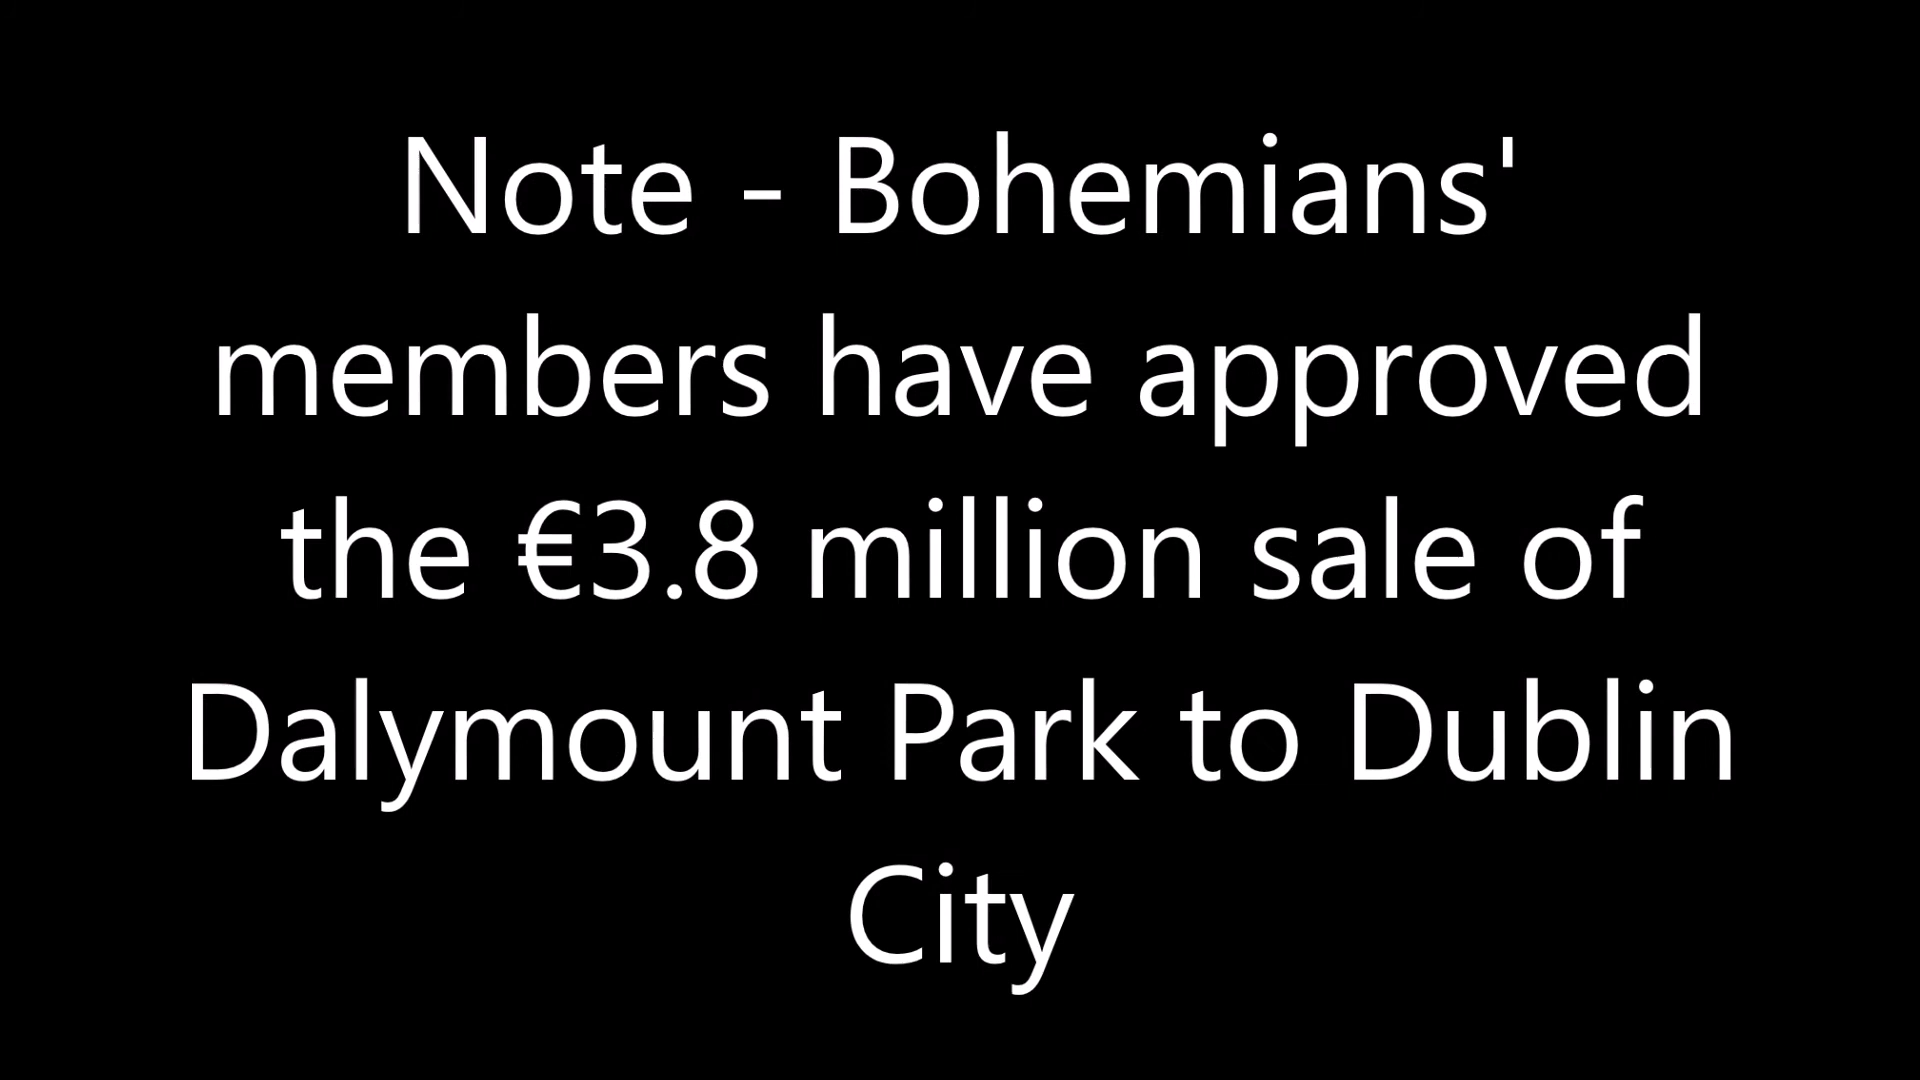 Note - Bohemians'
members have approved
the €3.8 million sale of
Dalymount Park to Dublin
City